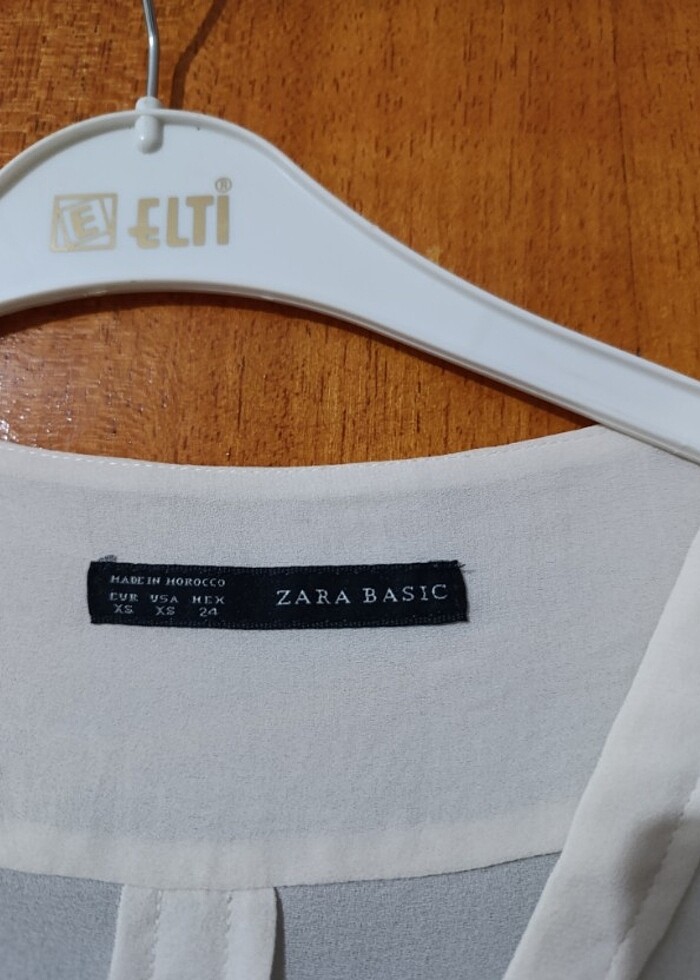 E ELTI®
MADE IN MOROCCO
EUR USA MEX
XS XS 24
ZARA BASIC